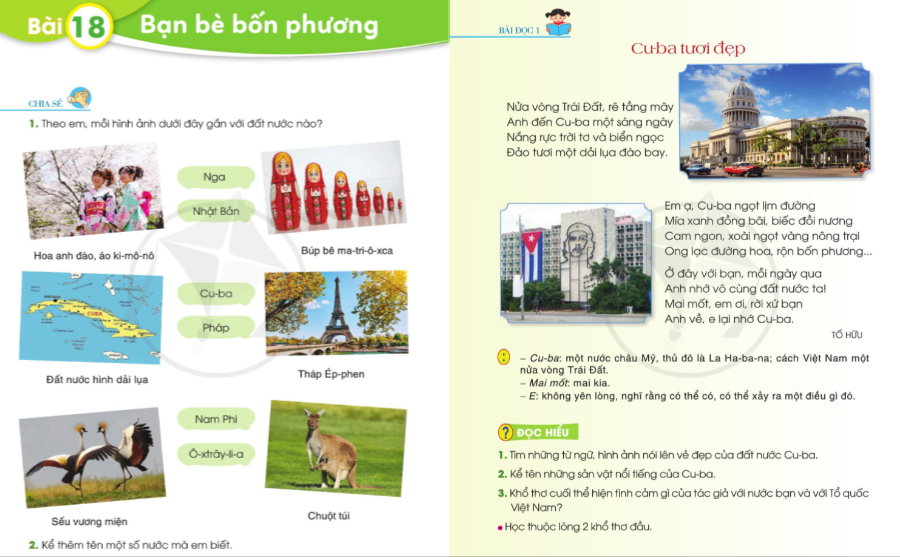 Bài 18 Bạn bè bốn phương
CHIA SẺ
1. Theo em, mỗi hình ảnh dưới đây gắn với đất nước nào?
Nga
Nhật Bản
Hoa anh đào, áo ki-mô-nô
Búp bê ma-tri-ô-xca
CUBA
Cu-ba
Pháp
Đất nước hình dải lụa
Tháp Ép-phen
Nam Phi
Ô-xtrây-li-a
Sếu vương miện
Chuột túi
2. Kể thêm tên một số nước mà em biết.
BÀI ĐỌC 1
Cu-ba tươi đẹp
Nửa vòng Trái Đất, rẽ tầng mây
Anh đến Cu-ba một sáng ngày
Nắng rực trời tơ và biển ngọc
Đảo tươi một dải lụa đào bay.
Em ạ, Cu-ba ngọt lịm đường
Mía xanh đồng bãi, biếc đồi nương
Cam ngon, xoài ngọt vàng nông trại
Ong lạc đường hoa, rộn bốn phương...
Ở đây với bạn, mỗi ngày qua
Anh nhớ vô cùng đất nước ta!
Mai mốt, em ơi, rời xứ bạn
Anh về, e lại nhớ Cu-ba.
TỐ HỮU
– Cu-ba: một nước châu Mỹ, thủ đô là La Ha-ba-na; cách Việt Nam một
nửa vòng Trái Đất.
– Mai mốt: mai kia.
– E: không yên lòng, nghĩ rằng có thể có, có thể xảy ra một điều gì đó.
? ĐỌC HIỂU
1. Tìm những từ ngữ, hình ảnh nói lên vẻ đẹp của đất nước Cu-ba.
2. Kể tên những sản vật nổi tiếng của Cu-ba.
3. Khổ thơ cuối thể hiện tình cảm gì của tác giả với nước bạn và với Tổ quốc
Việt Nam?
• Học thuộc lòng 2 khổ thơ đầu.